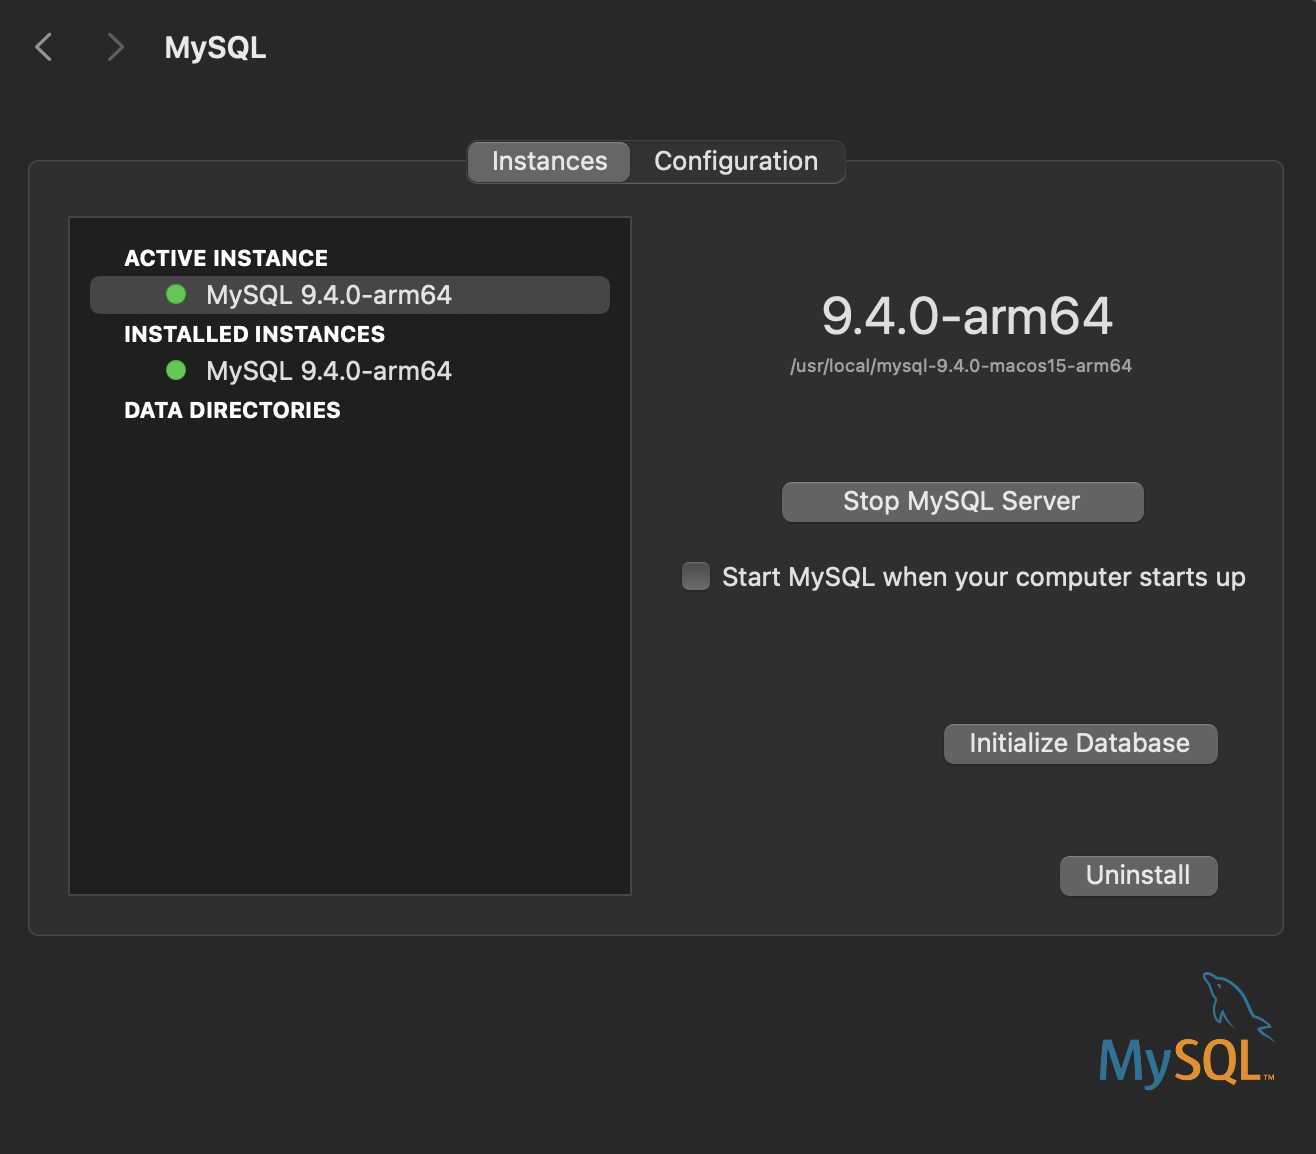 MySQL
Instances
Configuration
ACTIVE INSTANCE
MySQL 9.4.0-arm64
INSTALLED INSTANCES
MySQL 9.4.0-arm64
DATA DIRECTORIES
9.4.0-arm64
/usr/local/mysql-9.4.0-macos15-arm64
Stop MySQL Server
Start MySQL when your computer starts up
Initialize Database
Uninstall
MySQL™